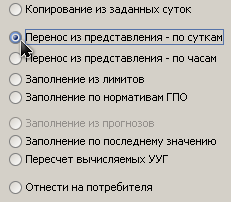 Копирование из заданных суток
Перенос из представления - по суткам
Перенос из представления - по часам
Заполнение из лимитов
Заполнение по нормативам ГПО
Заполнение из прогнозов
Заполнение по последнему значению
Пересчет вычисляемых УУГ
Отнести на потребителя